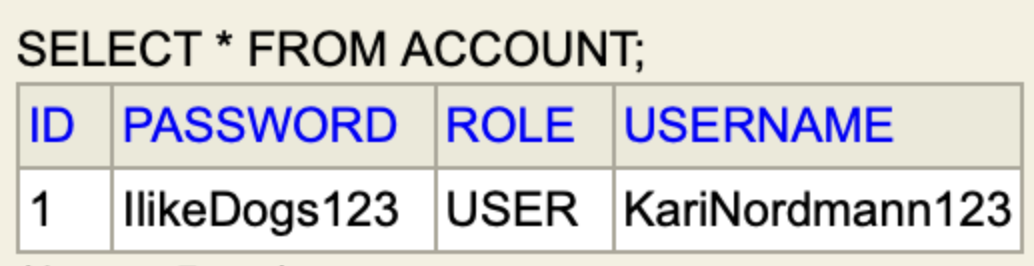 SELECT * FROM ACCOUNT;
ID PASSWORD ROLE USERNAME
1 IlikeDogs123 USER KariNordmann123